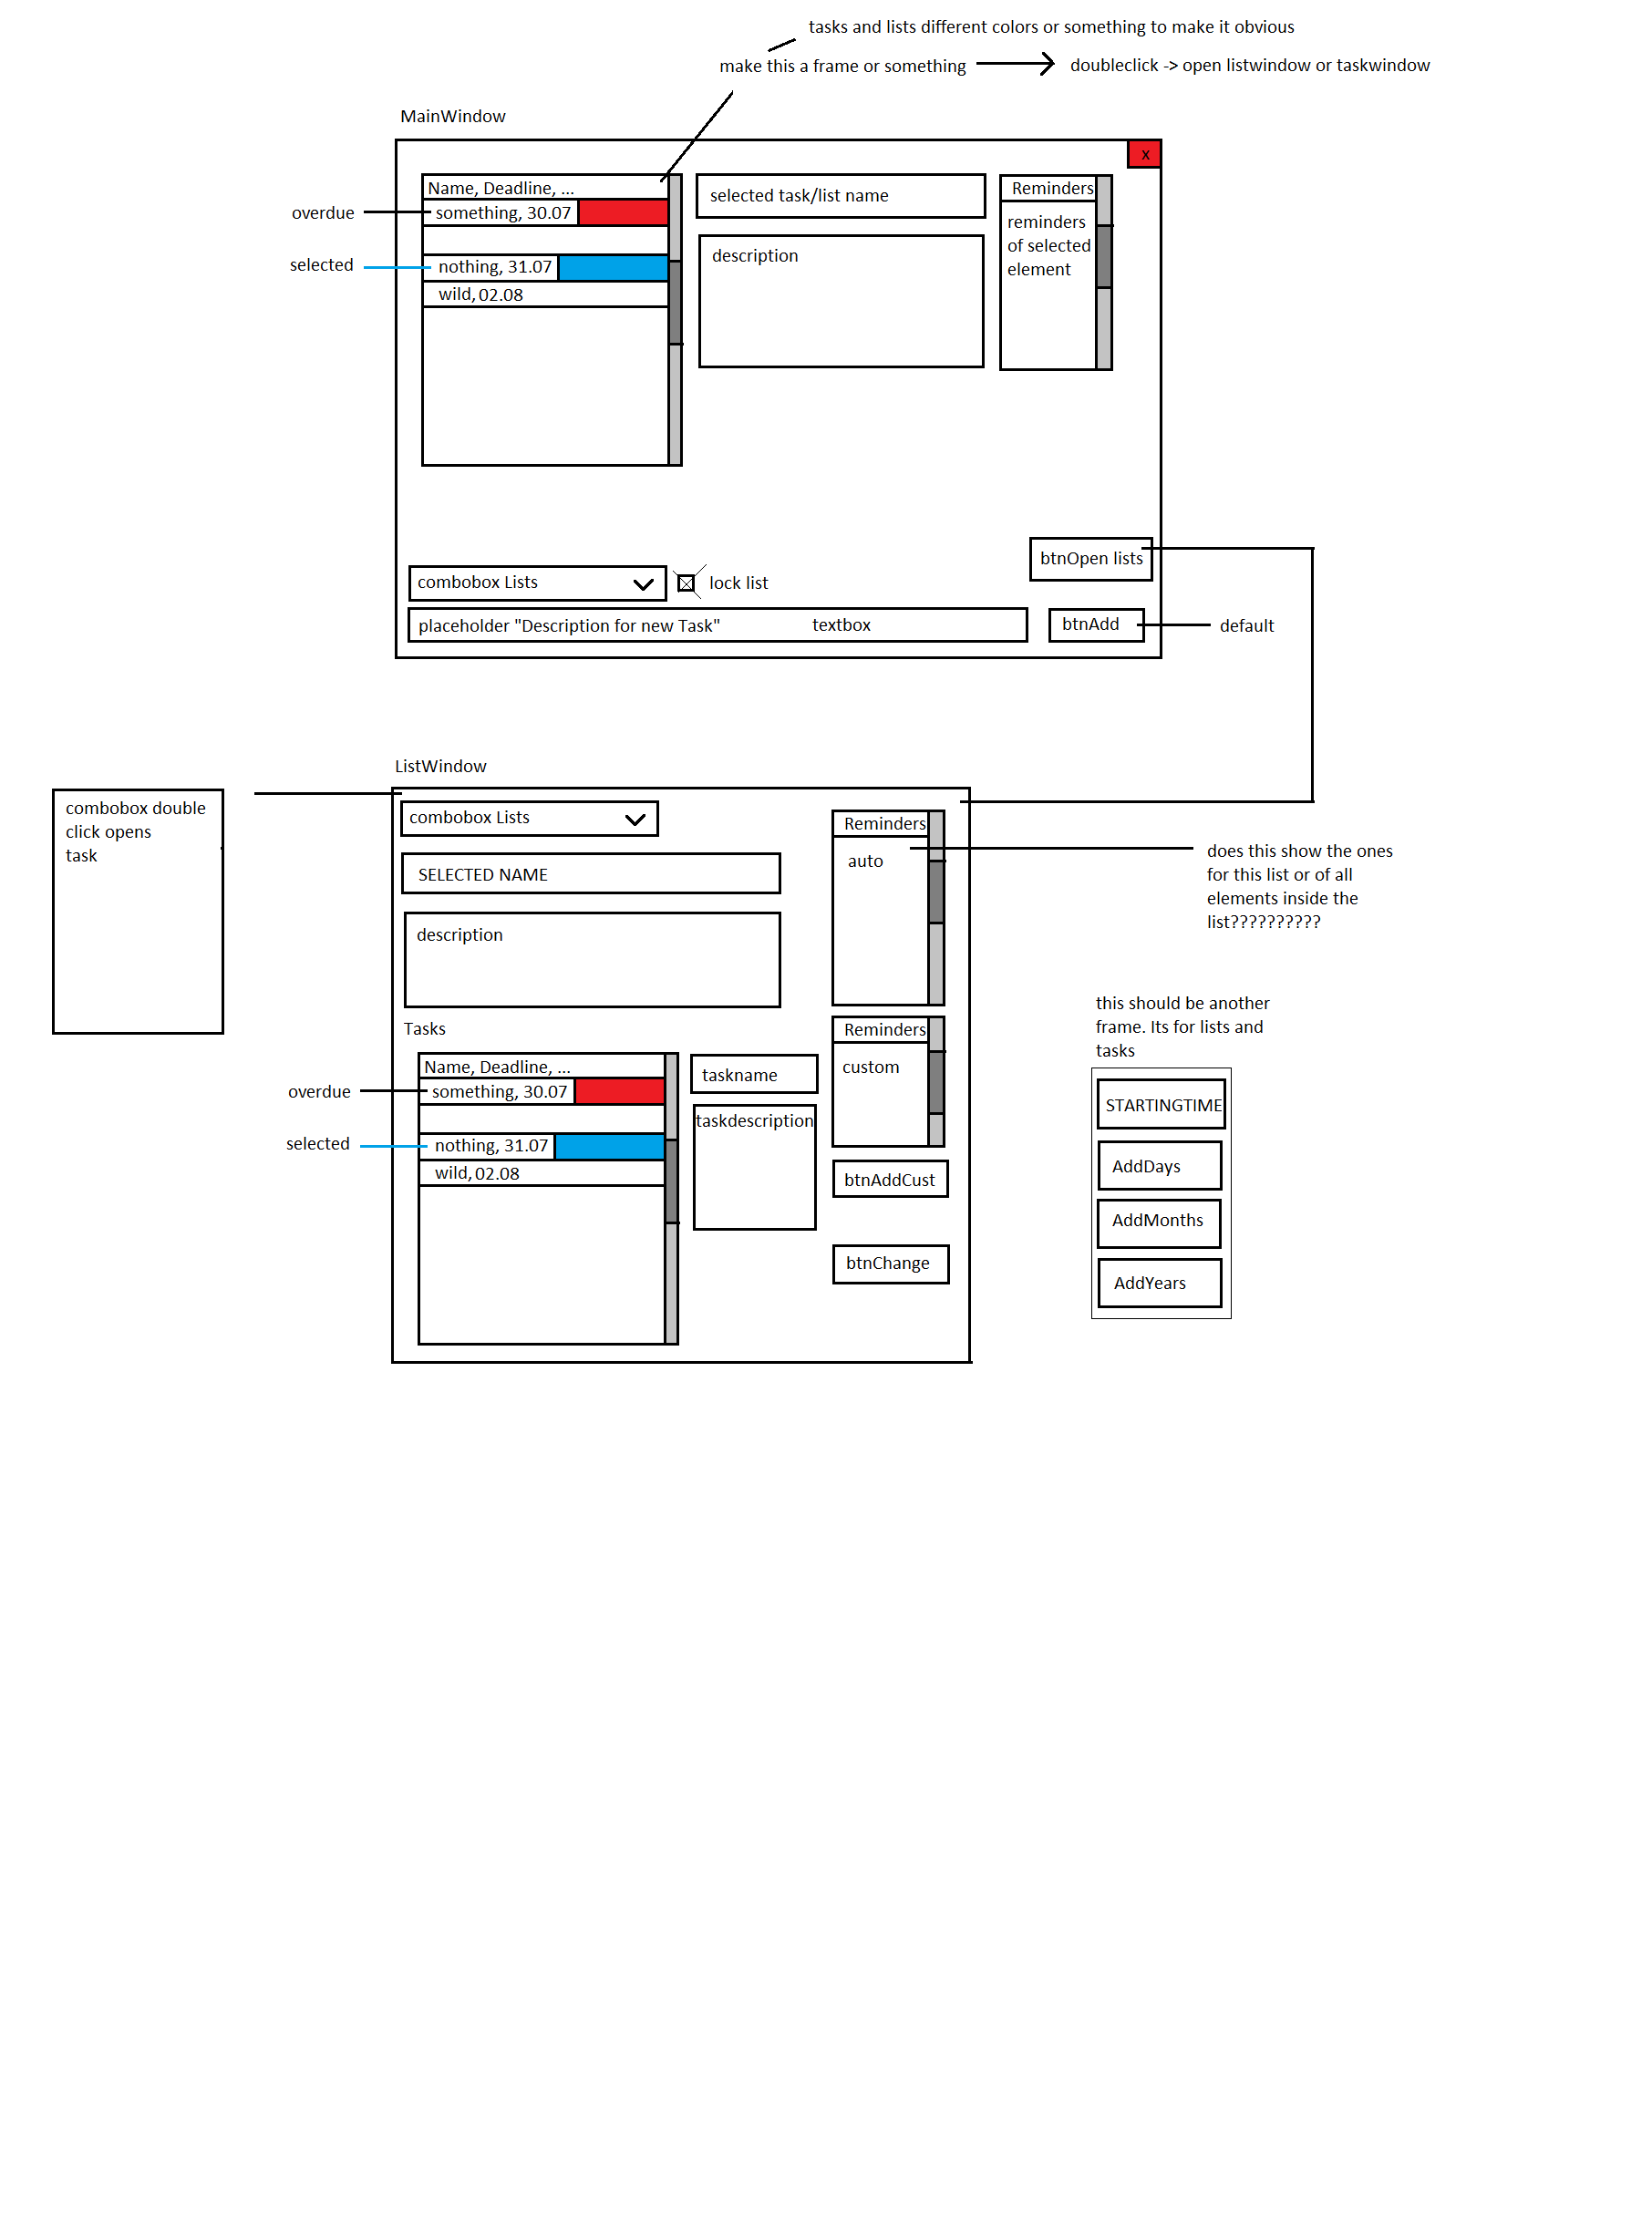 tasks and lists different colors or something to make it obvious
make this a frame or something
doubleclick -> open listwindow or taskwindow
MainWindow
x
Name, Deadline, ...
something, 30.07
overdue
selected
nothing, 31.07
wild, 02.08
selected task/list name
description
Reminders
reminders
of selected
element
btnOpen lists
combobox Lists
lock list
placeholder "Description for new Task"
textbox
btnAdd
default
ListWindow
combobox double
click opens
task
combobox Lists
SELECTED NAME
description
Reminders
auto
does this show the ones
for this list or of all
elements inside the
list??????????
Tasks
Name, Deadline, ...
something, 30.07
overdue
selected
nothing, 31.07
wild, 02.08
taskname
taskdescription
Reminders
custom
btnAddCust
btnChange
this should be another
frame. Its for lists and
tasks
STARTINGTIME
AddDays
AddMonths
AddYears